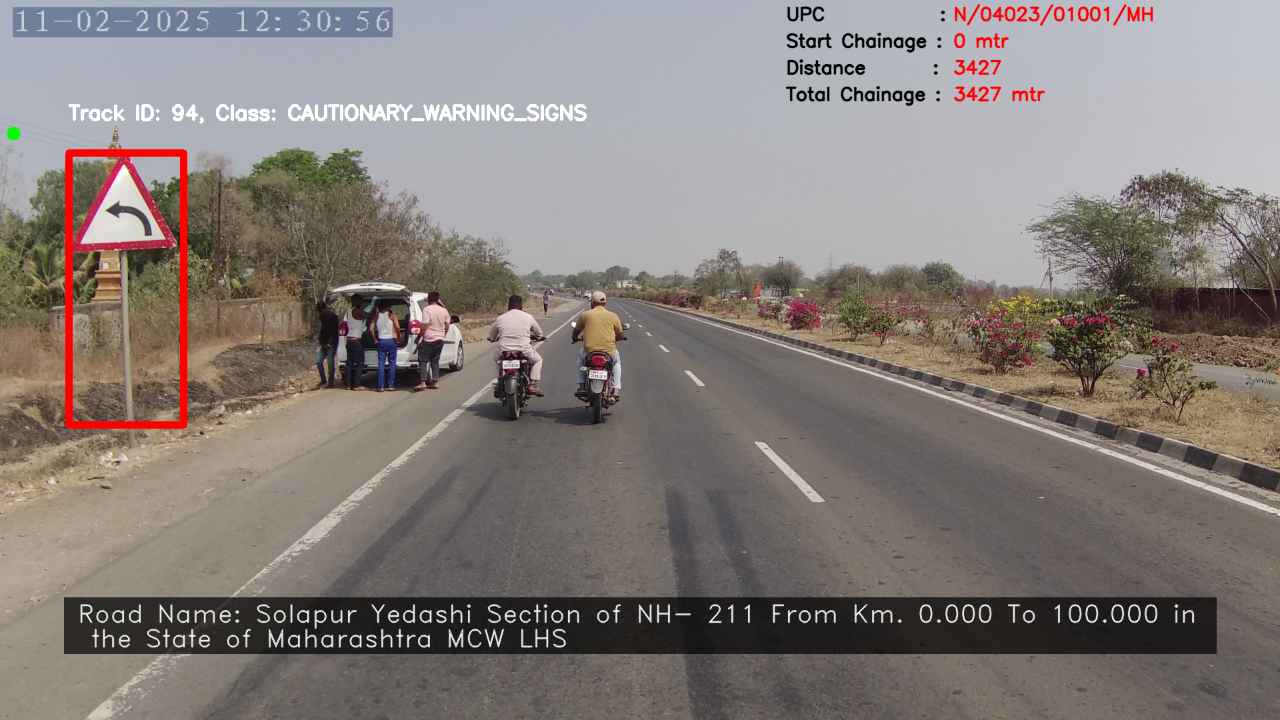 11-02-2025 12:30:56
UPC : N/04023/01001/MH
Start Chainage : 0 mtr
Distance : 3427
Total Chainage : 3427 mtr
Track ID: 94, Class: CAUTIONARY_WARNING_SIGNS
Road Name: Solapur Yedashi Section of NH- 211 From Km. 0.000 To 100.000 in
the State of Maharashtra MCW LHS